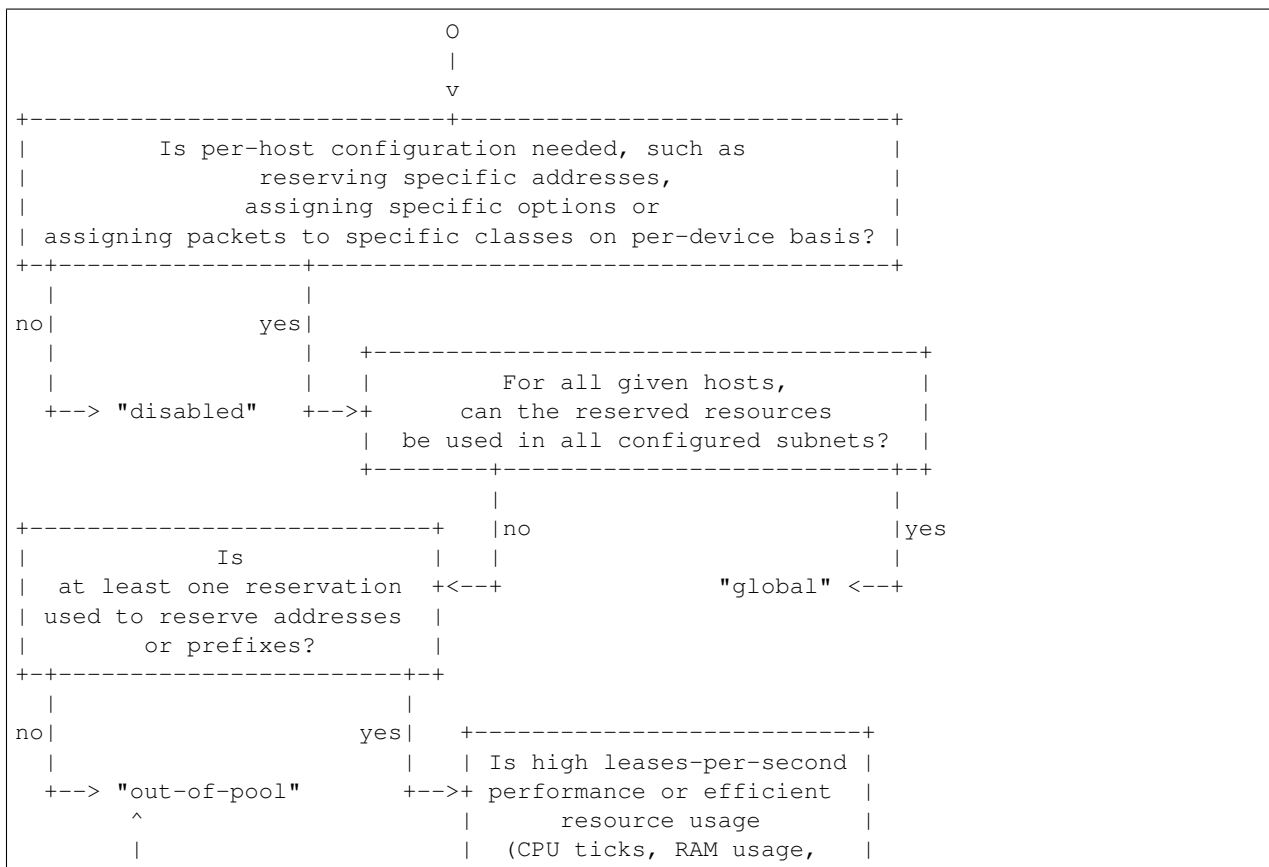 O
                              |
                              v
+-----------------------------+------------------------------+
|         Is per-host configuration needed, such as          |
|                reserving specific addresses,               |
|               assigning specific options or                |
| assigning packets to specific classes on per-device basis? |
+-+-----------------+----------------------------------------+
  |                 |
no|              yes|
  |                 |   +--------------------------------------+
  |                 |   |         For all given hosts,         |
  +--> "disabled"   +-->+      can the reserved resources      |
                        |  be used in all configured subnets?  |
                        +--------+---------------------------+-+
                                 |                           |
+----------------------------+   |no                         |yes
|             Is             |   |                           |
|  at least one reservation  +<--+               "global" <--+
| used to reserve addresses  |
|        or prefixes?        |
+-+------------------------+-+
  |                        |
no|                     yes|   +---------------------------+
  |                        |   | Is high leases-per-second |
  +--> "out-of-pool"       +-->+ performance or efficient  |
        ^                      |      resource usage       |
        |                      |  (CPU ticks, RAM usage,   |